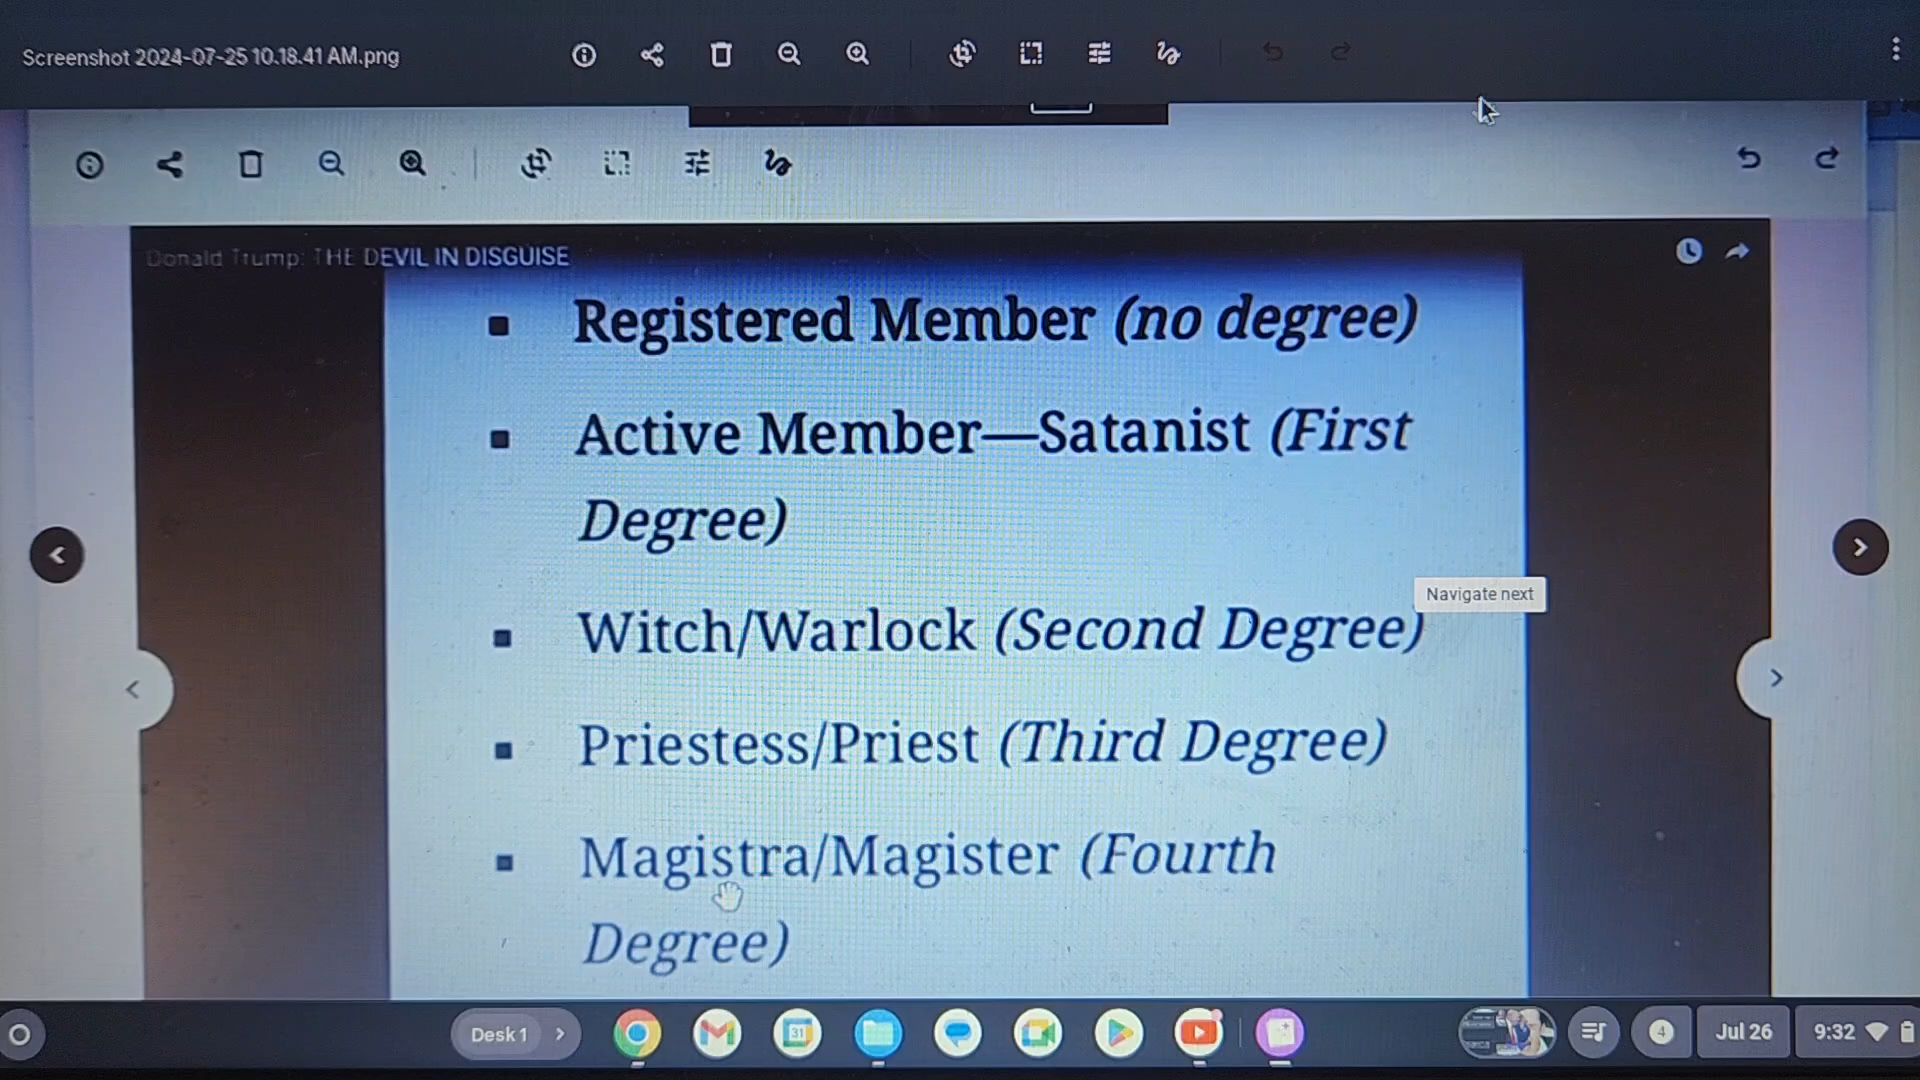 Screenshot 2024-07-25 10.18.41 AM.png
Donald Trump: THE DEVIL IN DISGUISE
▪ Registered Member (no degree)
▪ Active Member—Satanist (First
Degree)
Navigate next
▪ Witch/Warlock (Second Degree)
▪ Priestess/Priest (Third Degree)
▪ Magistra/Magister (Fourth
Degree)
Desk 1
31
4
Jul 26
9:32